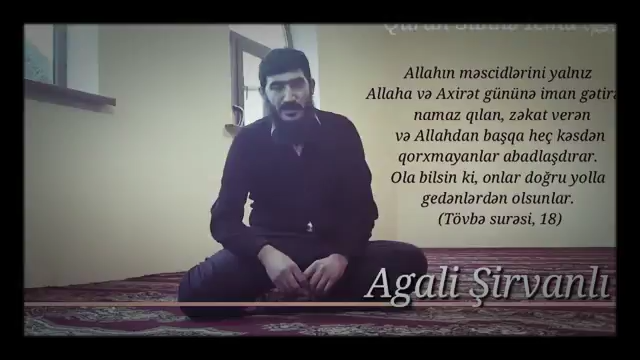 Allahın məscidlərini yalnız
Allaha və Axirət gününə iman gətirə
namaz qılan, zəkat verən
və Allahdan başqa heç kəsdən
qorxmayanlar abadlaşdırar.
Ola bilsin ki, onlar doğru yolla
gedənlərdən olsunlar.
(Tövbə surəsi, 18)
Agali Şirvanlı